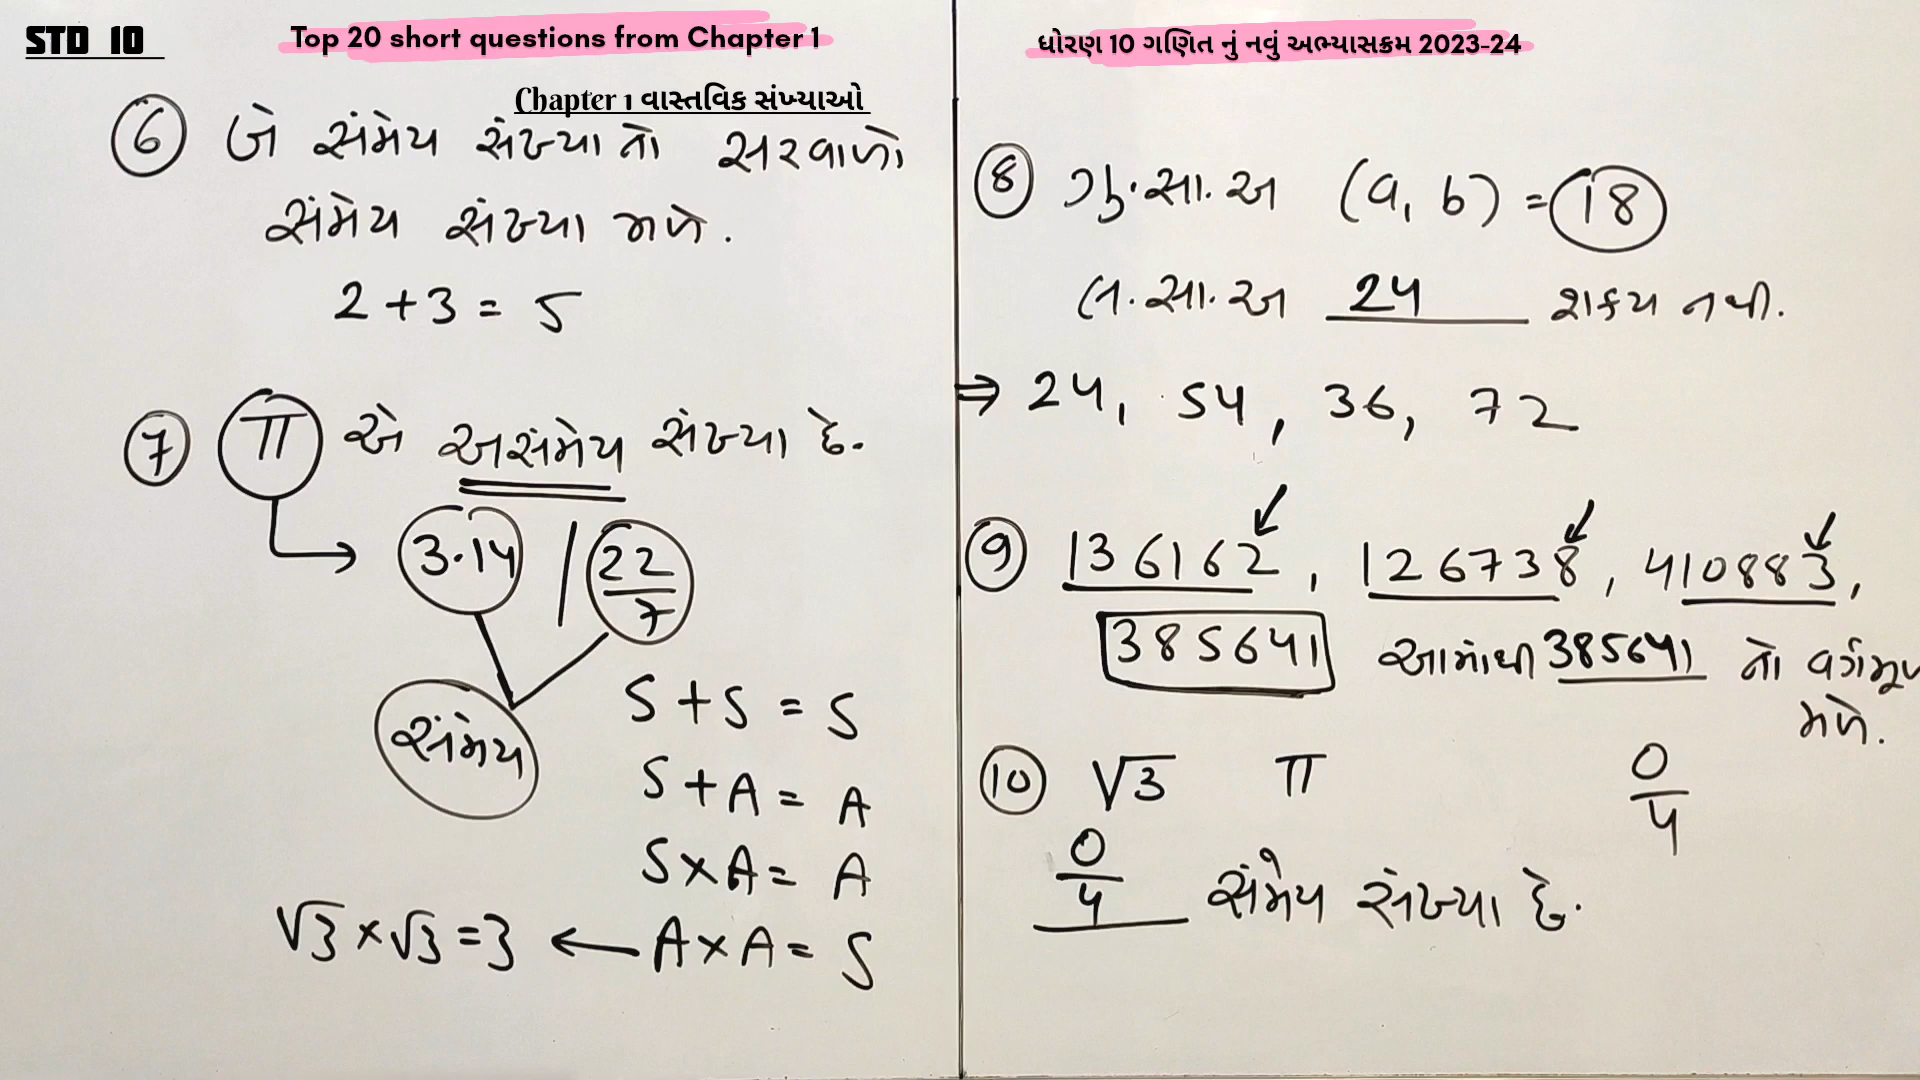 STD 10
Top 20 short questions from Chapter 1
ધોરણ 10 ગણિત નું નવું અભ્યાસક્રમ 2023-24
Chapter 1 વાસ્તવિક સંખ્યાઓ
6 બે સંમેય સંખ્યાનો સરવાળો
સંમેય સંખ્યા મળે.
2 + 3 = 5
7 π એ અસંમેય સંખ્યા છે.
3.14 / 22/7
સંમેય
S + S = S
S + A = A
S × A = A
√3 × √3 = 3 ← A × A = S
8 ગુ.સા.અ (a, b) = 18
લ.સા.અ 24 શક્ય નથી.
⇒ 24, 54, 36, 72
9 136162, 126738, 410883,
385641 આમાંથી 385641 નો વર્ગમૂળ
મળે.
10 √3 π 0/4
0/4 સંમેય સંખ્યા છે.